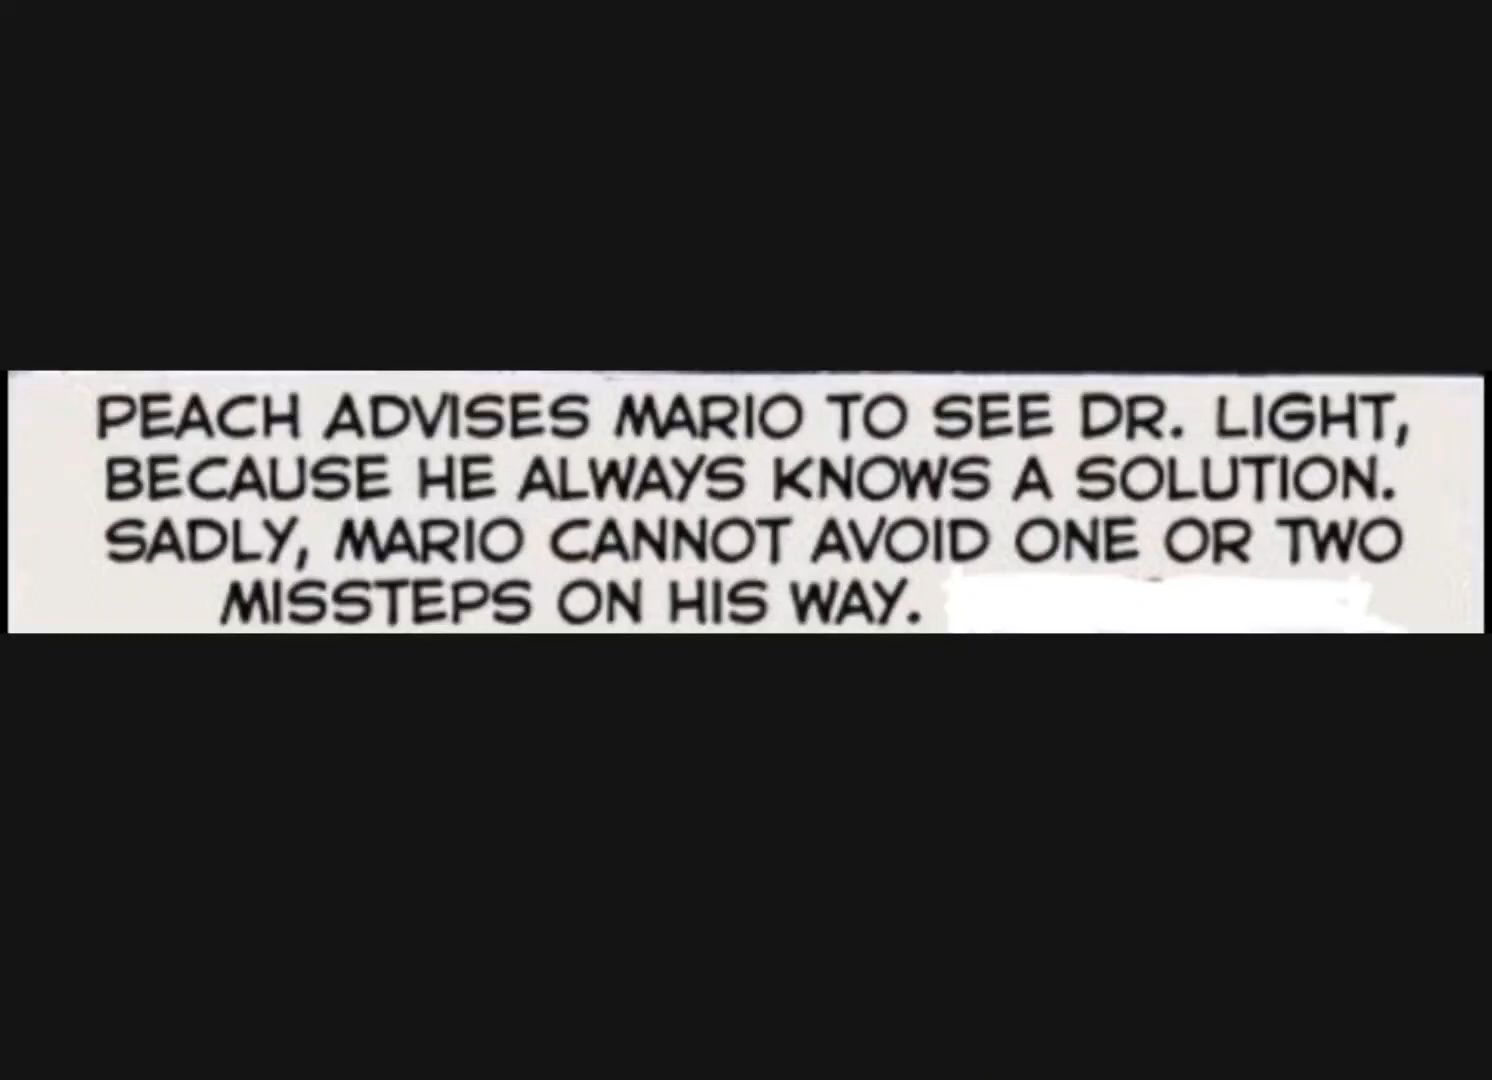 PEACH ADVISES MARIO TO SEE DR. LIGHT,
BECAUSE HE ALWAYS KNOWS A SOLUTION.
SADLY, MARIO CANNOT AVOID ONE OR TWO
MISSTEPS ON HIS WAY.